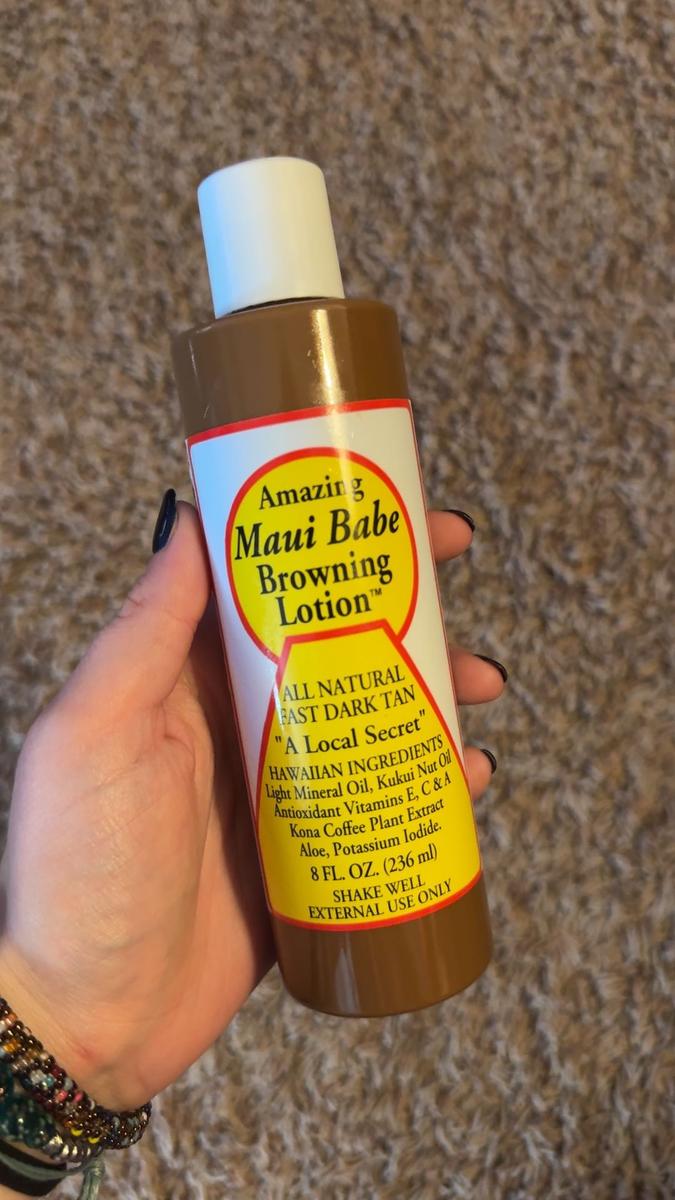 Amazing
Maui Babe
Browning
Lotion™
ALL NATURAL
FAST DARK TAN
"A Local Secret"
HAWAIIAN INGREDIENTS
Light Mineral Oil, Kukui Nut Oil
Antioxidant Vitamins E, C & A
Kona Coffee Plant Extract
Aloe, Potassium Iodide.
8 FL. OZ. (236 ml)
SHAKE WELL
EXTERNAL USE ONLY